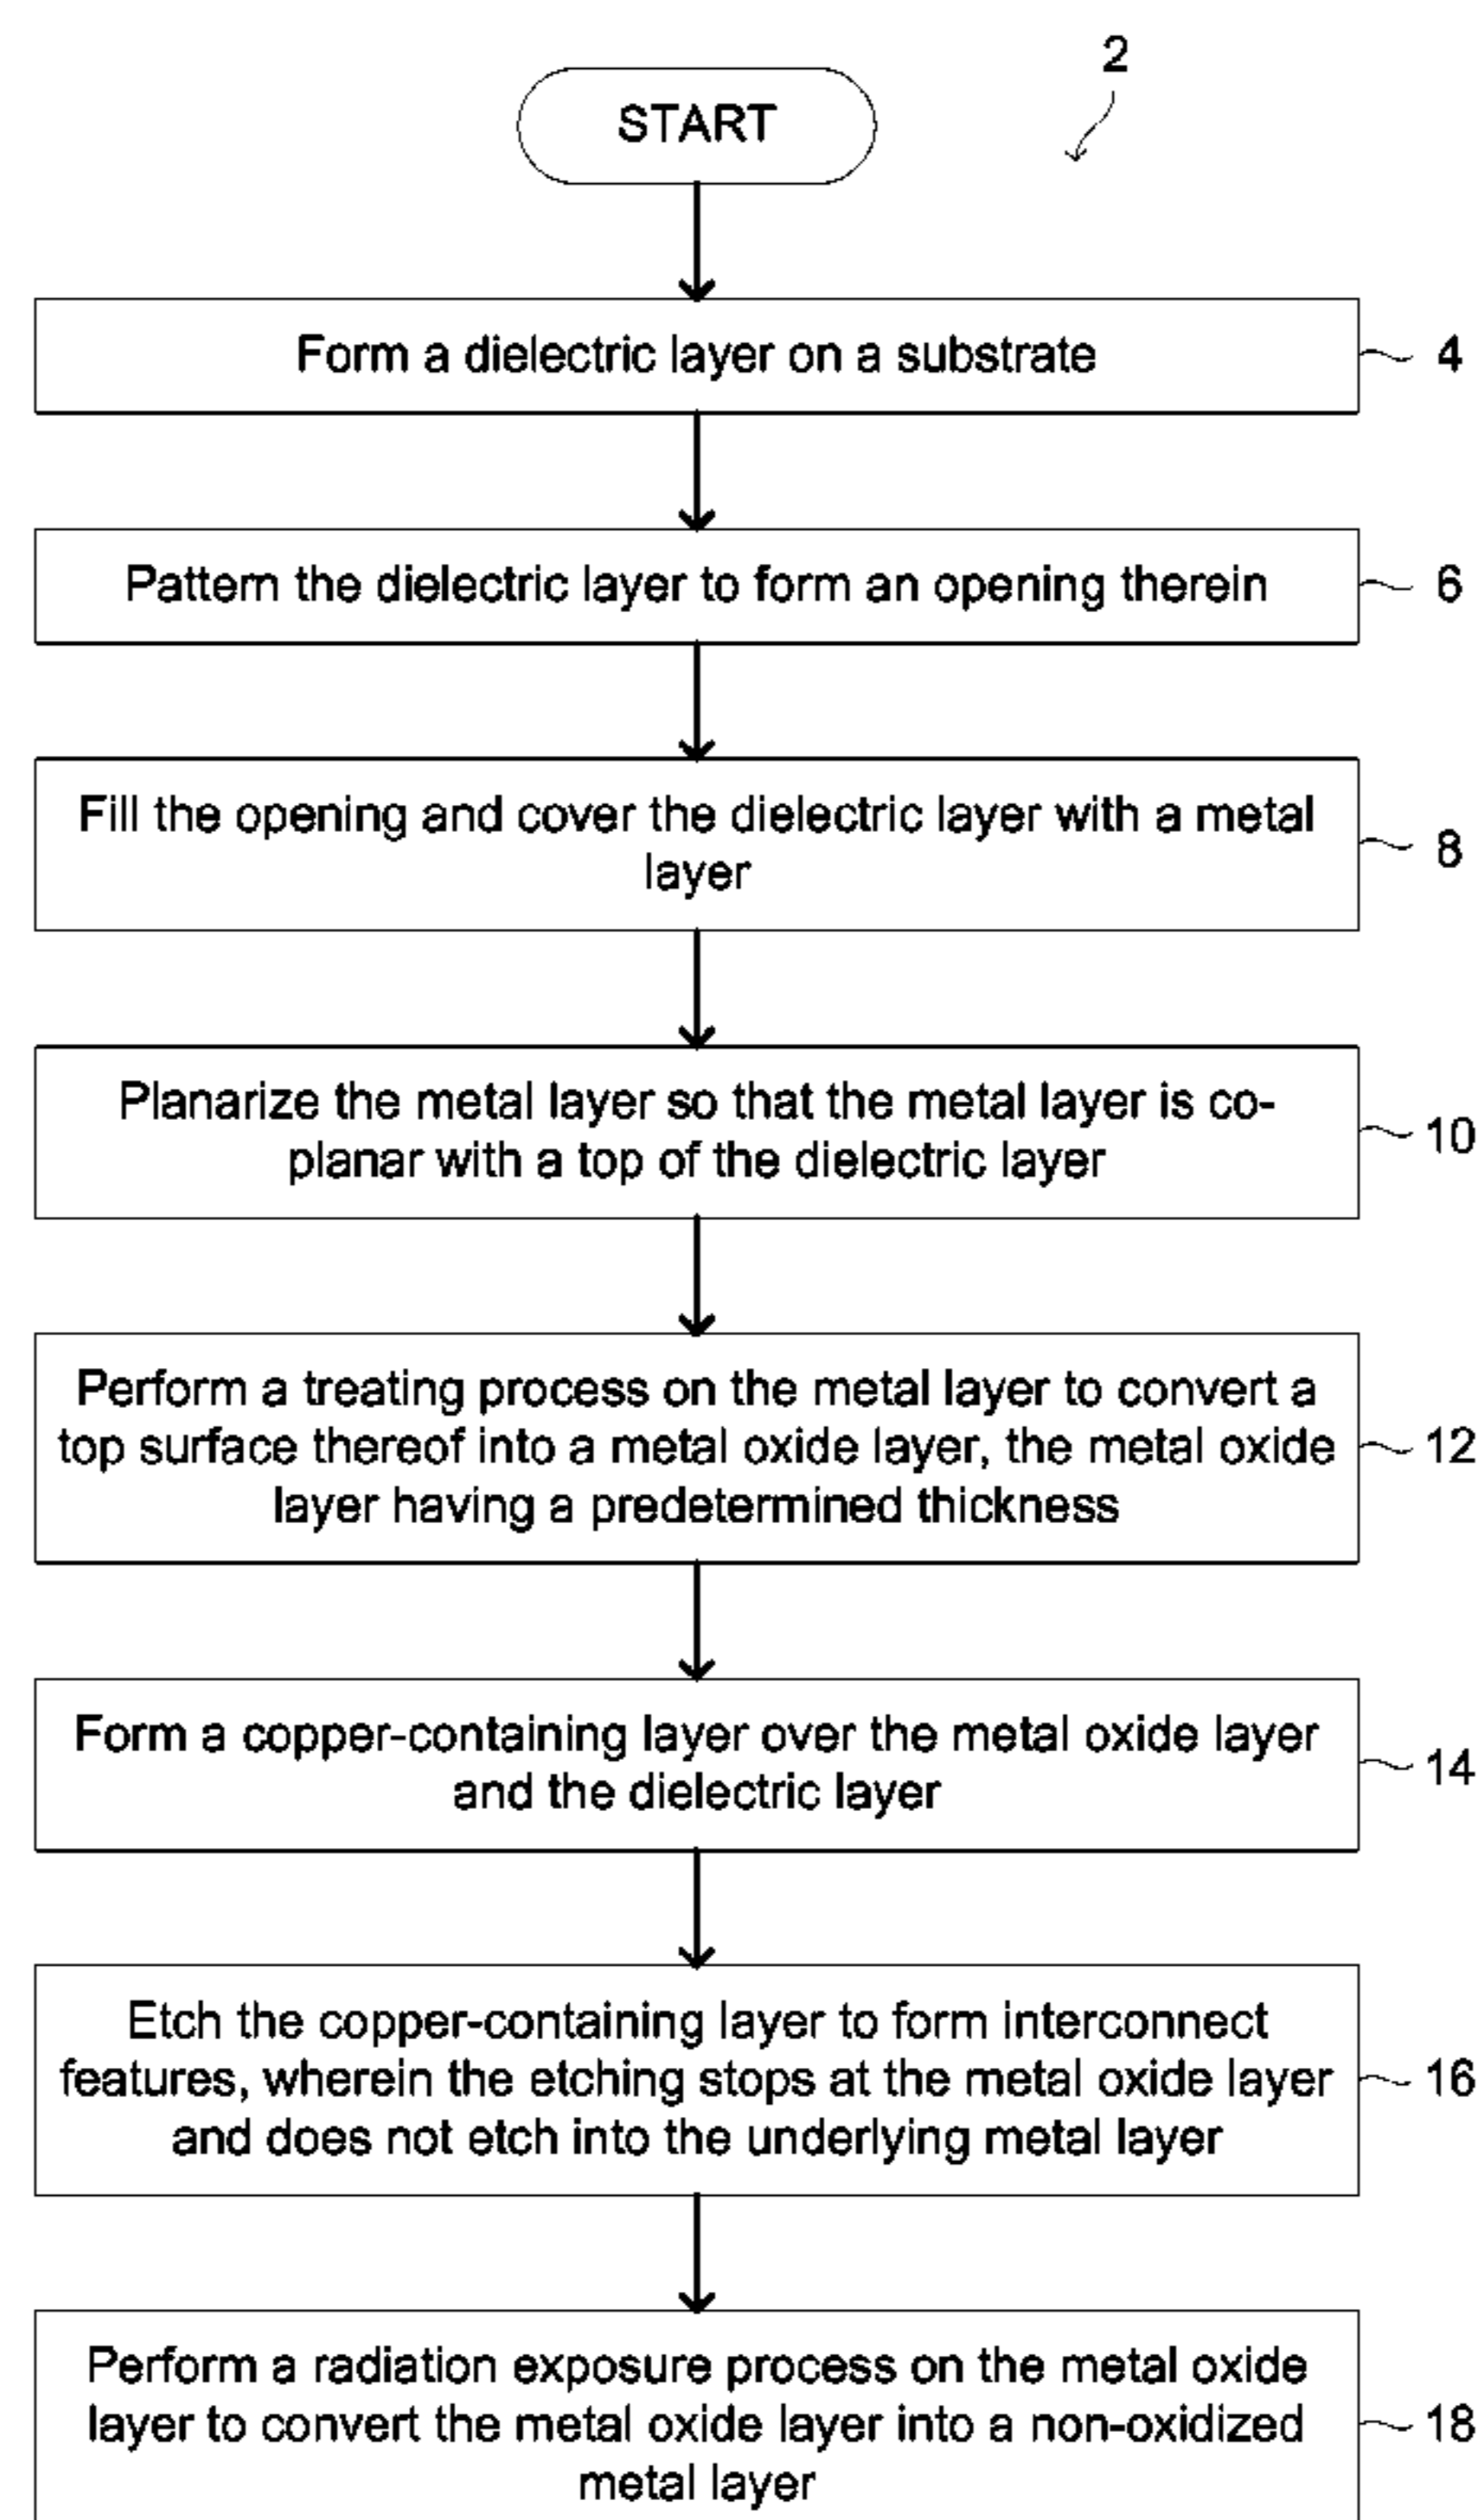 2
START
Form a dielectric layer on a substrate
4
Pattern the dielectric layer to form an opening therein
6
Fill the opening and cover the dielectric layer with a metal
layer
8
Planarize the metal layer so that the metal layer is co-
planar with a top of the dielectric layer
10
Perform a treating process on the metal layer to convert a
top surface thereof into a metal oxide layer, the metal oxide
layer having a predetermined thickness
12
Form a copper-containing layer over the metal oxide layer
and the dielectric layer
14
Etch the copper-containing layer to form interconnect
features, wherein the etching stops at the metal oxide layer
and does not etch into the underlying metal layer
16
Perform a radiation exposure process on the metal oxide
layer to convert the metal oxide layer into a non-oxidized
metal layer
18